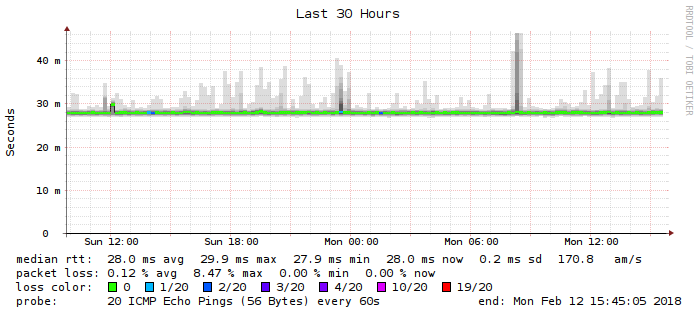 Last 30 Hours
RRDTOOL / TOBI OETIKER
Seconds
40 m
30 m
20 m
10 m
0
Sun 12:00 Sun 18:00 Mon 00:00 Mon 06:00 Mon 12:00
median rtt: 28.0 ms avg 29.9 ms max 27.9 ms min 28.0 ms now 0.2 ms sd 170.8 am/s
packet loss: 0.12 % avg 8.47 % max 0.00 % min 0.00 % now
loss color: 0 1/20 2/20 3/20 4/20 10/20 19/20
probe: 20 ICMP Echo Pings (56 Bytes) every 60s end: Mon Feb 12 15:45:05 2018